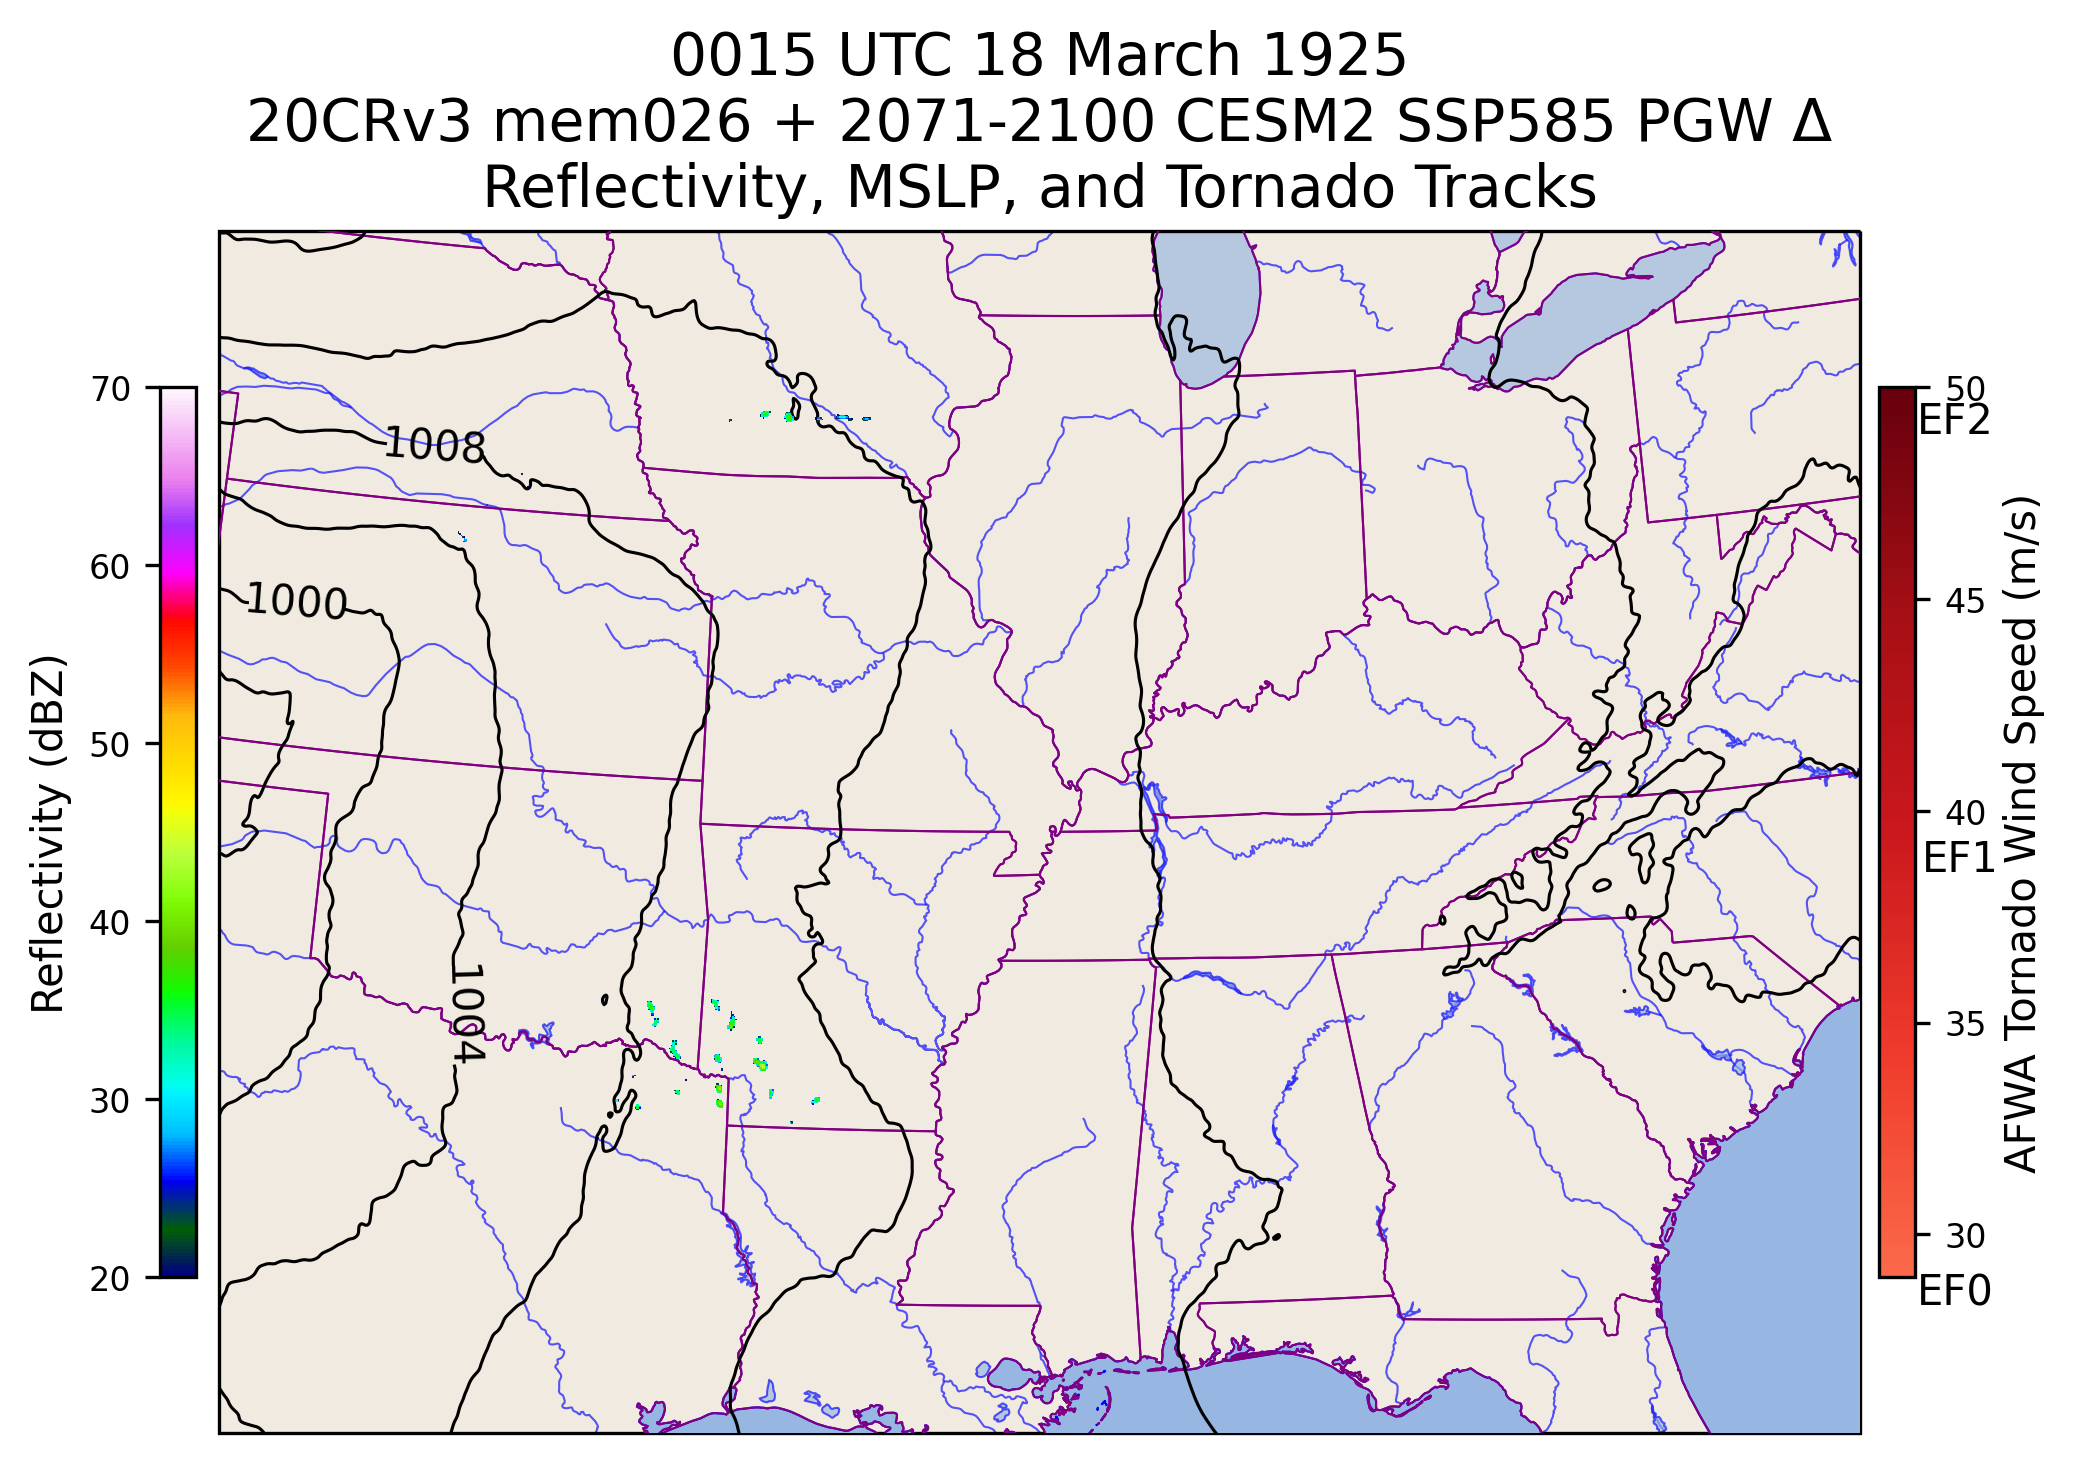 0015 UTC 18 March 1925
20CRv3 mem026 + 2071-2100 CESM2 SSP585 PGW Δ
Reflectivity, MSLP, and Tornado Tracks
Reflectivity (dBZ)
70
60
50
40
30
20
1008
1000
1004
50
EF2
45
40
EF1
35
30
EF0
AFWA Tornado Wind Speed (m/s)